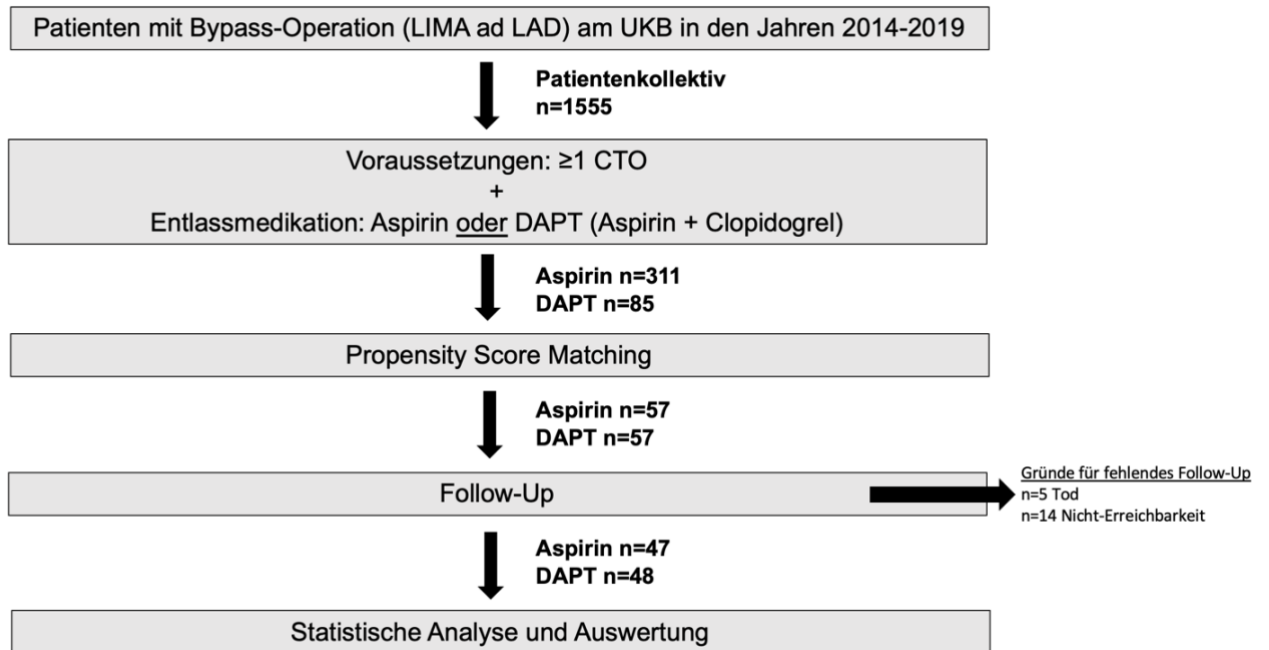 Patienten mit Bypass-Operation (LIMA ad LAD) am UKB in den Jahren 2014-2019
Patientenkollektiv
n=1555
Voraussetzungen: ≥1 CTO
+
Entlassmedikation: Aspirin oder DAPT (Aspirin + Clopidogrel)
Aspirin n=311
DAPT n=85
Propensity Score Matching
Aspirin n=57
DAPT n=57
Follow-Up
Gründe für fehlendes Follow-Up
n=5 Tod
n=14 Nicht-Erreichbarkeit
Aspirin n=47
DAPT n=48
Statistische Analyse und Auswertung